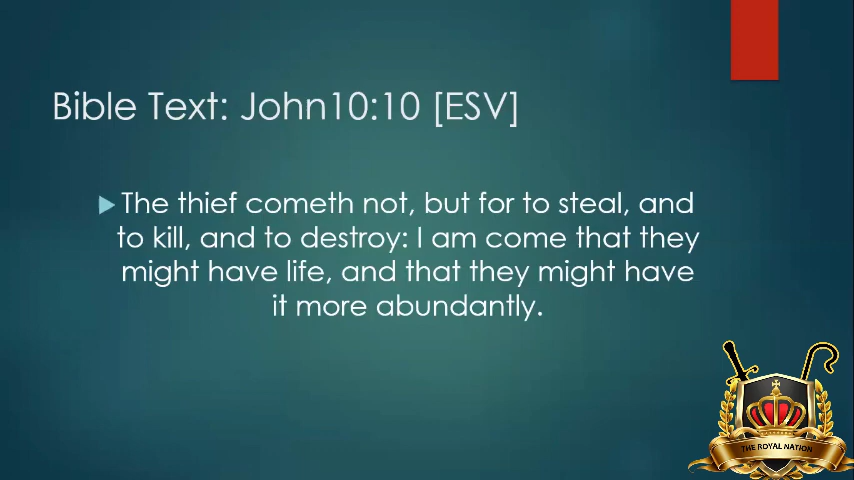 Bible Text: John10:10 [ESV]
The thief cometh not, but for to steal, and
to kill, and to destroy: I am come that they
might have life, and that they might have
it more abundantly.
THE ROYAL NATION